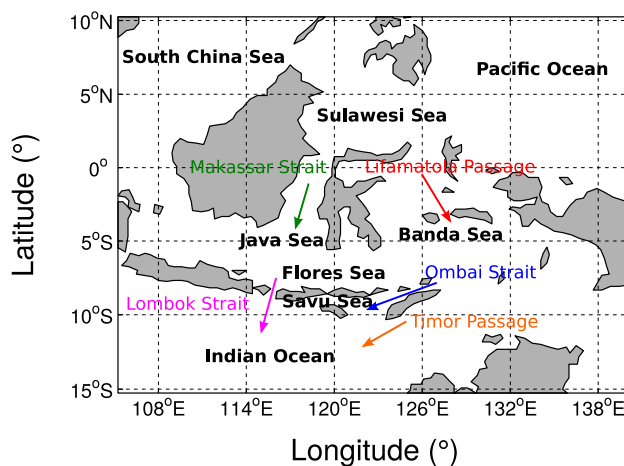 10°N
South China Sea
Pacific Ocean
5°N
Sulawesi Sea
Makassar Strait
Lifamatola Passage
0°
Latitude (°)
Java Sea
Banda Sea
5°S
Flores Sea
Ombai Strait
Lombok Strait
Savu Sea
10°S
Timor Passage
Indian Ocean
15°S
108°E
114°E
120°E
126°E
132°E
138°E
Longitude (°)